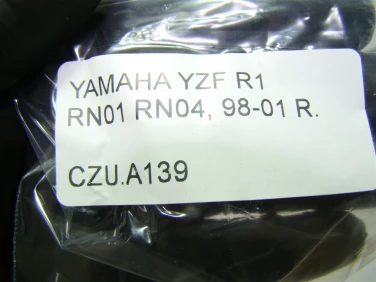 YAMAHA YZF R1
RN01 RN04, 98-01 R.
CZU.A139